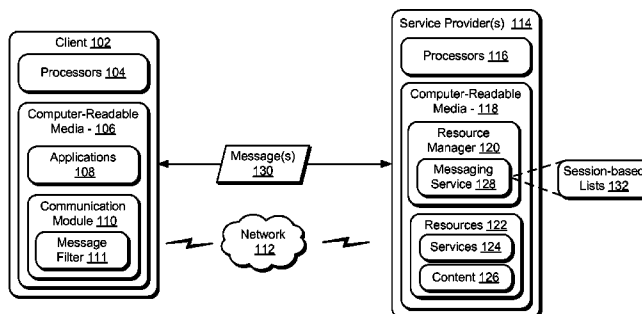 Client 102
Processors 104
Computer-Readable
Media - 106
Applications
108
Communication
Module 110
Message
Filter 111
Message(s)
130
Network
112
Service Provider(s) 114
Processors
116
Computer-Readable
Media - 118
Resource
Manager 120
Messaging
Service 128
Resources 122
Services 124
Content 126
Session-based
Lists 132